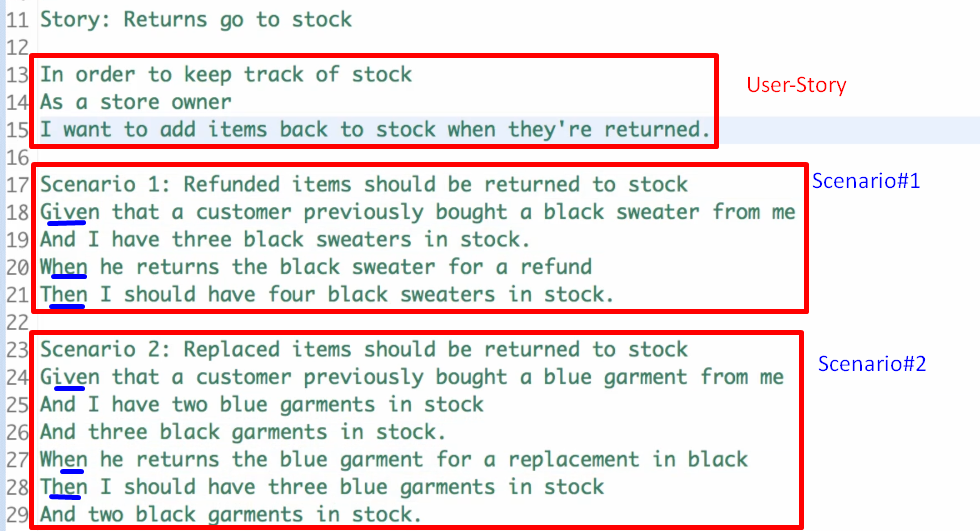 11 Story: Returns go to stock
12
13 In order to keep track of stock
14 As a store owner
User-Story
15 I want to add items back to stock when they're returned.
16
17 Scenario 1: Refunded items should be returned to stock
Scenario#1
18 Given that a customer previously bought a black sweater from me
19 And I have three black sweaters in stock.
20 When he returns the black sweater for a refund
21 Then I should have four black sweaters in stock.
22
23 Scenario 2: Replaced items should be returned to stock
Scenario#2
24 Given that a customer previously bought a blue garment from me
25 And I have two blue garments in stock
26 And three black garments in stock.
27 When he returns the blue garment for a replacement in black
28 Then I should have three blue garments in stock
29 And two black garments in stock.